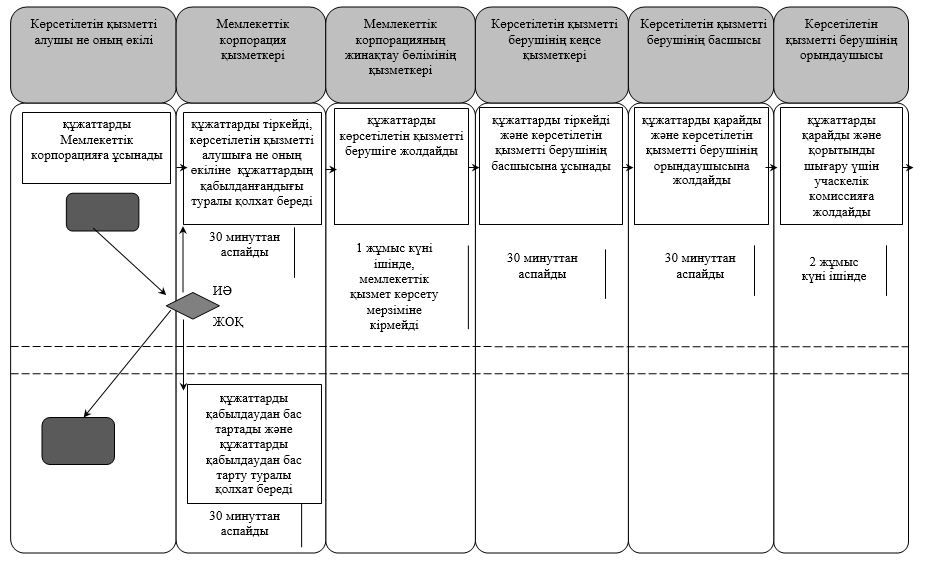 Көрсетілетін қызметті
алушы не оның өкілі
Мемлекеттік
корпорация
қызметкері
Мемлекеттік
корпорацияның
жинақтау бөлімінің
қызметкері
Көрсетілетін қызметті
берушінің кеңсе
қызметкері
Көрсетілетін қызметті
берушінің басшысы
Көрсетілетін
қызметті берушінің
орындаушысы
құжаттарды
Мемлекеттік
корпорацияға ұсынады
құжаттарды тіркейді,
көрсетілетін қызметті
алушыға не оның
өкіліне құжаттардың
қабылданғандығы
туралы қолхат береді
құжаттарды
көрсетілетін қызметті
берушіге жолдайды
құжаттарды тіркейді
және көрсетілетін
қызметті берушінің
басшысына ұсынады
құжаттарды қарайды
және көрсетілетін
қызметті берушінің
орындаушысына
жолдайды
құжаттарды
қарайды және
қорытынды
шығару үшін
учаскелік
комиссияға
жолдайды
30 минуттан
аспайды
1 жұмыс күні
ішінде,
мемлекеттік
қызмет көрсету
мерзіміне
кірмейді
30 минуттан
аспайды
30 минуттан
аспайды
2 жұмыс
күні ішінде
ИӘ
ЖОҚ
құжаттарды
қабылдаудан бас
тартады және
құжаттарды
қабылдаудан бас
тарту туралы
қолхат береді
30 минуттан
аспайды